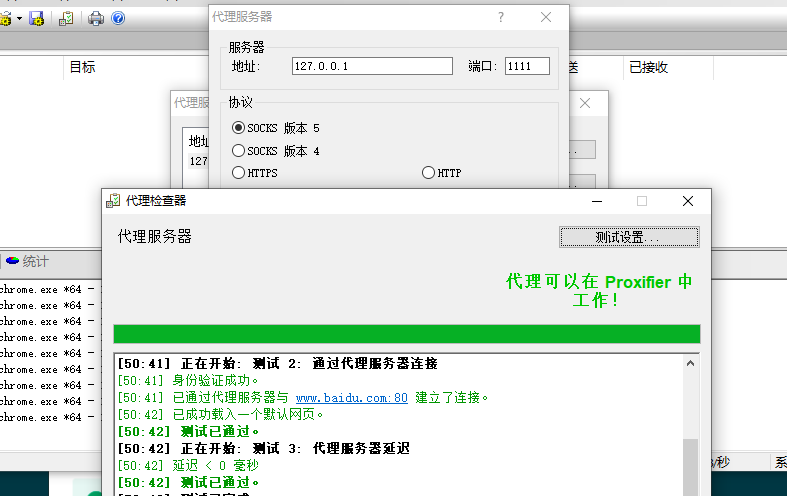 代理服务器
服务器
地址:
127.0.0.1
端口:
1111
送
已接收
目标
代理服
协议
SOCKS 版本 5
地址
SOCKS 版本 4
127
HTTPS
HTTP
代理检查器
代理服务器
测试设置...
统计
代理可以在 Proxifier 中
工作!
chrome.exe *64 –
chrome.exe *64 –
chrome.exe *64 –
chrome.exe *64 –
chrome.exe *64 –
chrome.exe *64 –
chrome.exe *64 –
chrome.exe *64 –
chrome.exe *64 –
[50:41] 正在开始: 测试 2: 通过代理服务器连接
[50:41] 身份验证成功。
[50:41] 已通过代理服务器与 www.baidu.com:80 建立了连接。
[50:42] 已成功载入一个默认网页。
[50:42] 测试已通过。
[50:42] 正在开始: 测试 3: 代理服务器延迟
[50:42] 延迟 < 0 毫秒
[50:42] 测试已通过。
/秒
系